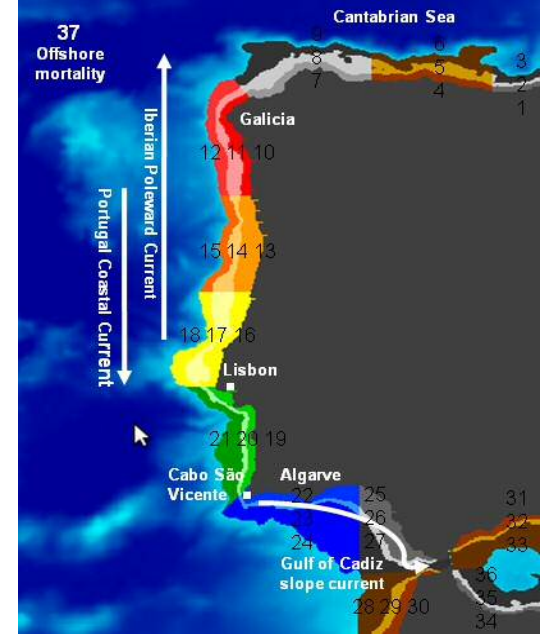 Cantabrian Sea
37
Offshore
mortality
9
8
7
6
5
4
3
2
1
Iberian Poleward Current
Portugal Coastal Current
Galicia
12 11 10
15 14 13
18 17 16
Lisbon
21 20 19
Cabo São
Vicente
Algarve
22
23
24
25
26
27
Gulf of Cadiz
slope current
28 29 30
31
32
33
36
35
34